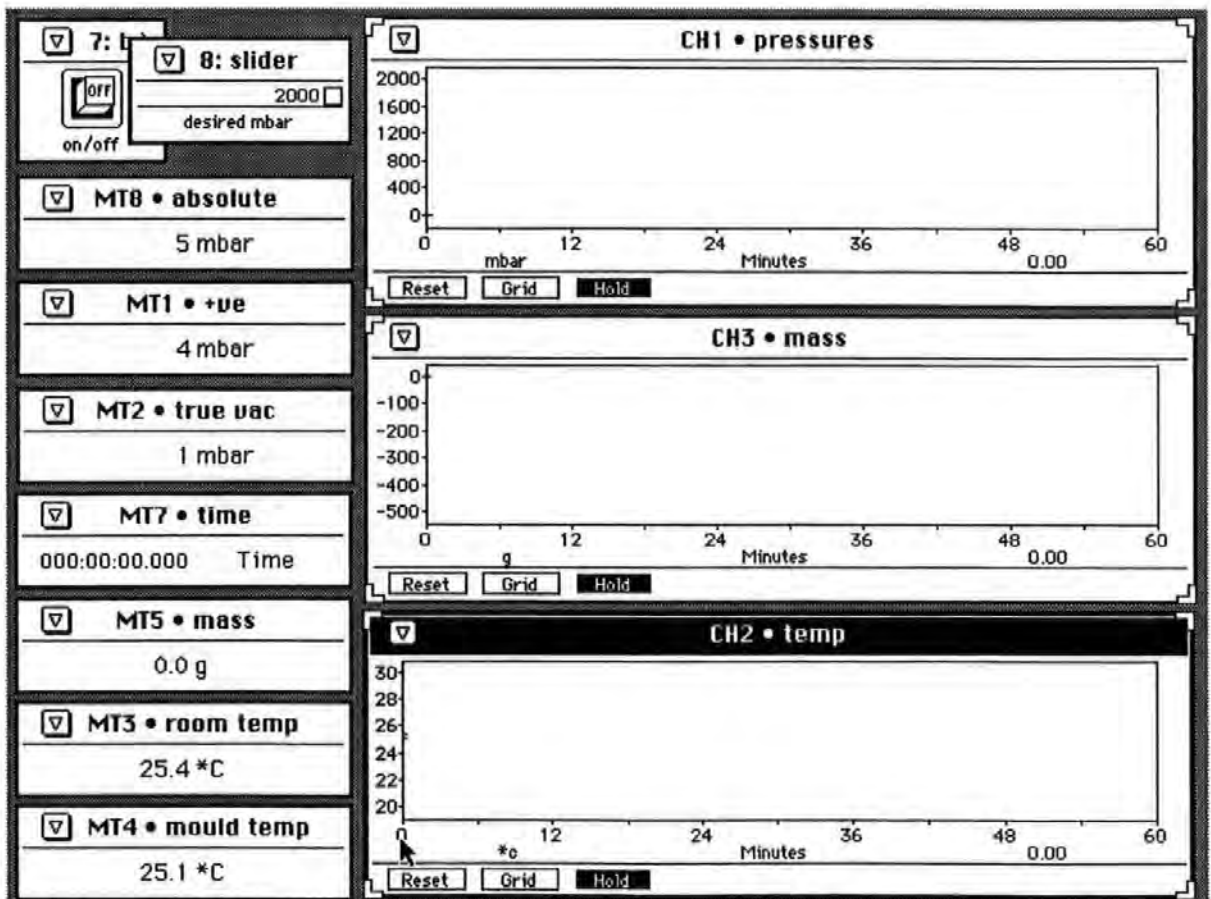 7:
OFF
on/off
8: slider
2000
desired mbar
MT8 • absolute
5 mbar
MT1 • +ve
4 mbar
MT2 • true vac
1 mbar
MT7 • time
000:00:00.000 Time
MT5 • mass
0.0 g
MT3 • room temp
25.4 *C
MT4 • mould temp
25.1 *C
CH1 • pressures
2000
1600
1200
800
400
0
0 12 24 36 48 60
mbar Minutes 0.00
Reset Grid Hold
CH3 • mass
0
-100
-200
-300
-400
-500
0 12 24 36 48 60
g Minutes 0.00
Reset Grid Hold
CH2 • temp
30
28
26
24
22
20
0 12 24 36 48 60
*c Minutes 0.00
Reset Grid Hold